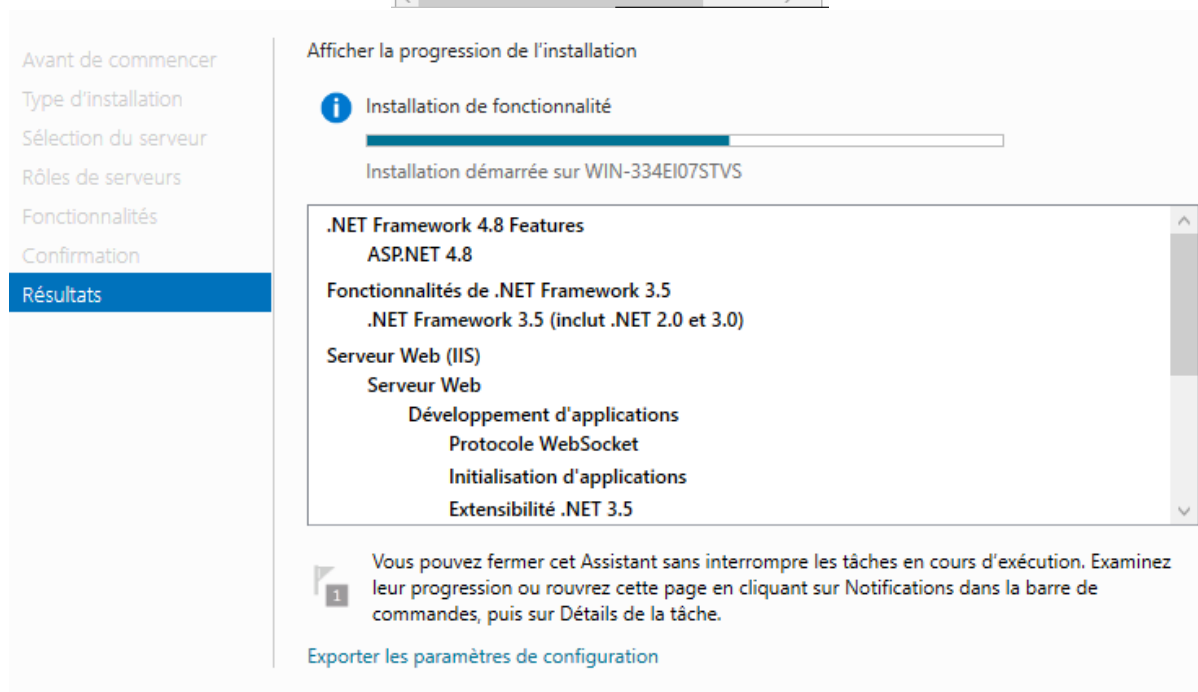 Afficher la progression de l'installation
Avant de commencer
Type d'installation
Sélection du serveur
Rôles de serveurs
Fonctionnalités
Confirmation
Résultats
Installation de fonctionnalité
Installation démarrée sur WIN-334EI07STVS
.NET Framework 4.8 Features
ASP.NET 4.8
Fonctionnalités de .NET Framework 3.5
.NET Framework 3.5 (inclut .NET 2.0 et 3.0)
Serveur Web (IIS)
Serveur Web
Développement d'applications
Protocole WebSocket
Initialisation d'applications
Extensibilité .NET 3.5
1
Vous pouvez fermer cet Assistant sans interrompre les tâches en cours d'exécution. Examinez
leur progression ou rouvrez cette page en cliquant sur Notifications dans la barre de
commandes, puis sur Détails de la tâche.
Exporter les paramètres de configuration